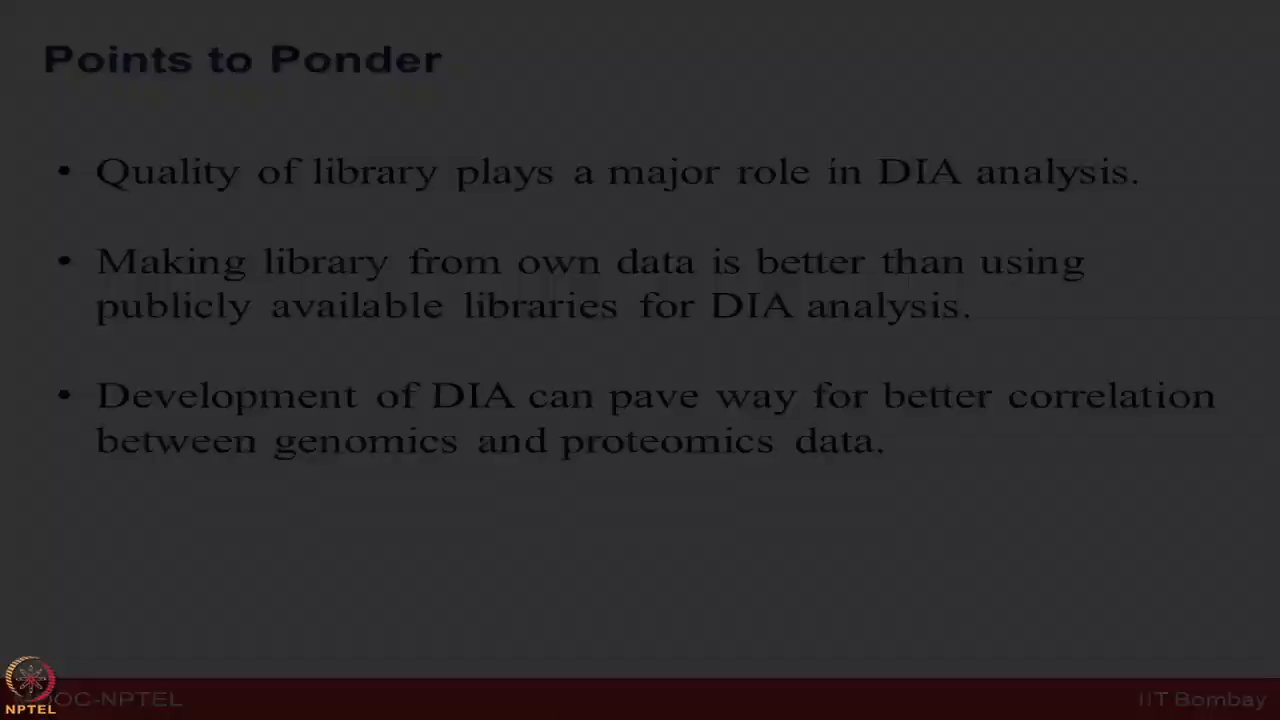 Points to Ponder
• Quality of library plays a major role in DIA analysis.
• Making library from own data is better than using
publicly available libraries for DIA analysis.
• Development of DIA can pave way for better correlation
between genomics and proteomics data.
OOC-NPTEL
IIT Bombay
NPTEL